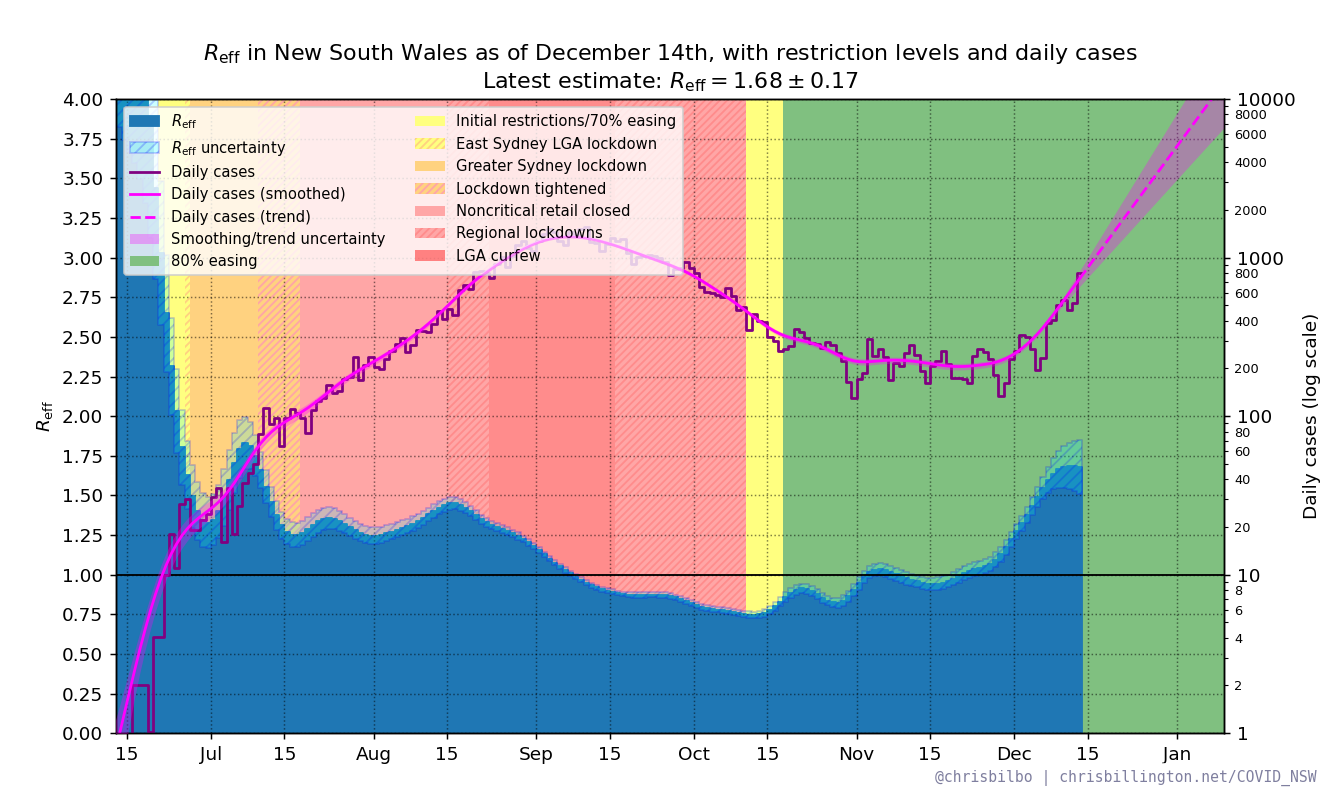 R_eff in New South Wales as of December 14th, with restriction levels and daily cases
Latest estimate: R_eff = 1.68 ± 0.17
R_eff
R_eff uncertainty
Daily cases
Daily cases (smoothed)
Daily cases (trend)
Smoothing/trend uncertainty
80% easing
Initial restrictions/70% easing
East Sydney LGA lockdown
Greater Sydney lockdown
Lockdown tightened
Noncritical retail closed
Regional lockdowns
LGA curfew
R_eff
4.00
3.75
3.50
3.25
3.00
2.75
2.50
2.25
2.00
1.75
1.50
1.25
1.00
0.75
0.50
0.25
0.00
10000
8000
6000
4000
2000
1000
800
600
400
200
100
80
60
40
20
10
8
6
4
2
1
Daily cases (log scale)
15 Jul 15 Aug 15 Sep 15 Oct 15 Nov 15 Dec 15 Jan
@chrisbilbo | chrisbillington.net/COVID_NSW